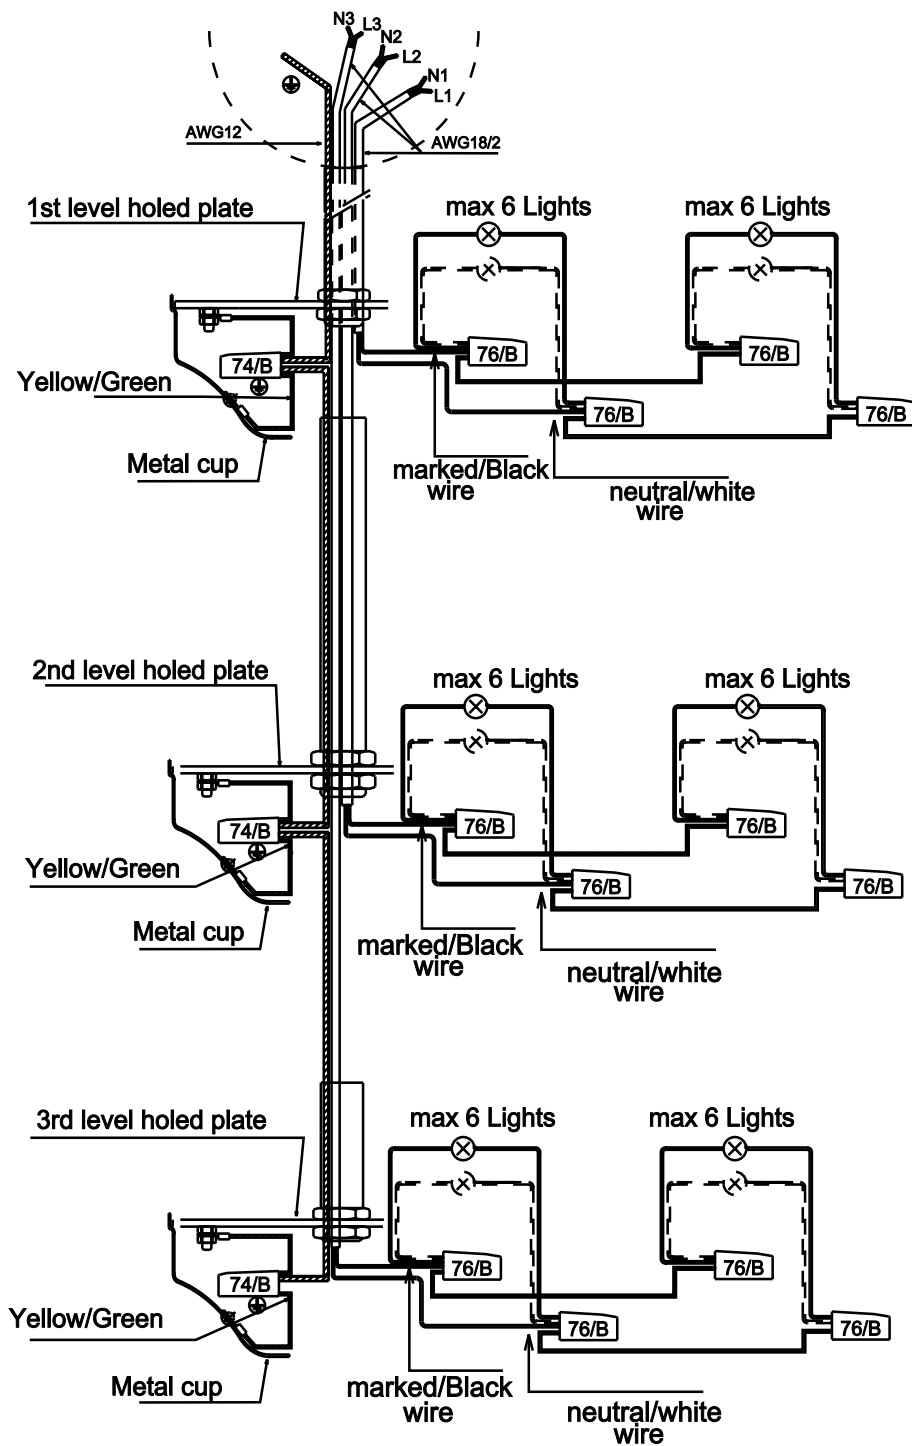 N3
L3
N2
L2
N1
L1
AWG12
AWG18/2
1st level holed plate
max 6 Lights
max 6 Lights
76/B
76/B
74/B
Yellow/Green
76/B
76/B
Metal cup
marked/Black
wire
neutral/white
wire
2nd level holed plate
max 6 Lights
max 6 Lights
76/B
76/B
74/B
Yellow/Green
76/B
76/B
Metal cup
marked/Black
wire
neutral/white
wire
3rd level holed plate
max 6 Lights
max 6 Lights
76/B
76/B
74/B
Yellow/Green
76/B
76/B
Metal cup
marked/Black
wire
neutral/white
wire